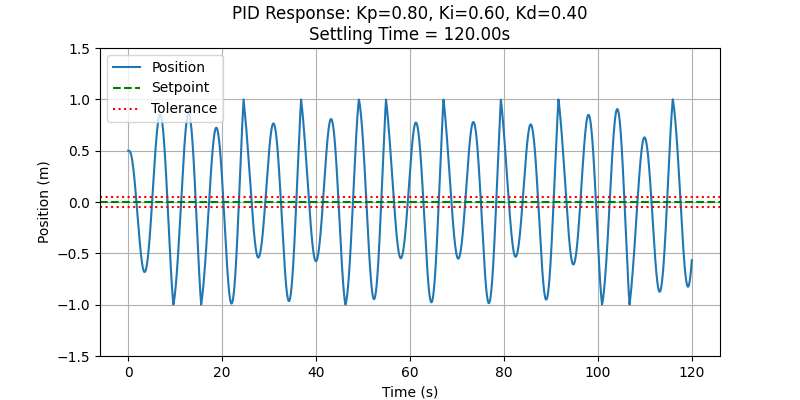 PID Response: Kp=0.80, Ki=0.60, Kd=0.40
Settling Time = 120.00s
Position
Setpoint
Tolerance
1.5
1.0
0.5
0.0
−0.5
−1.0
−1.5
Position (m)
0 20 40 60 80 100 120
Time (s)